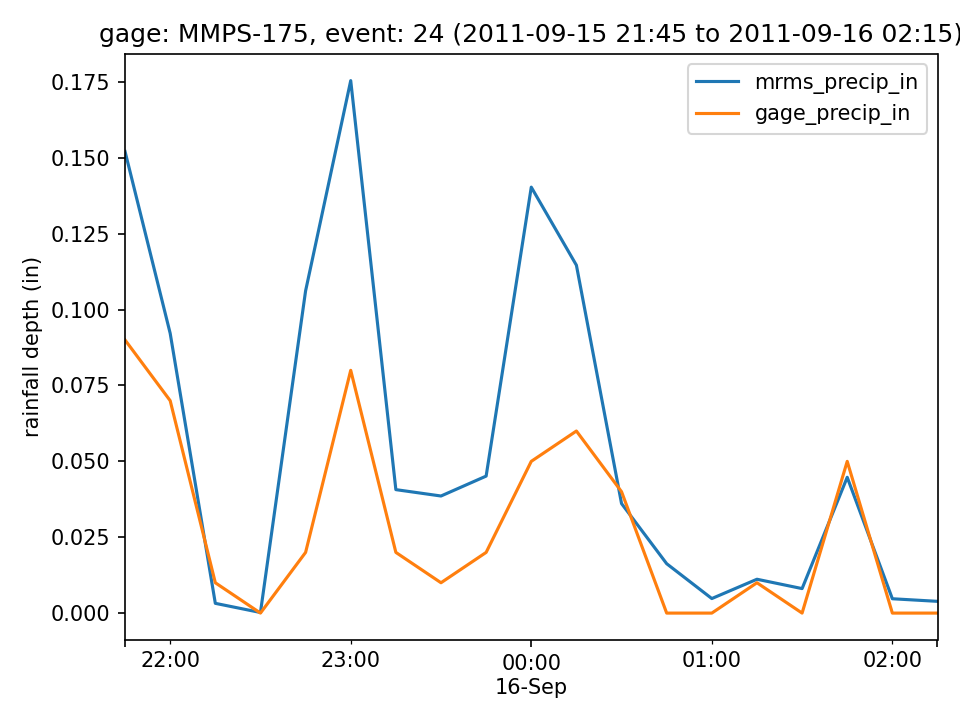 gage: MMPS-175, event: 24 (2011-09-15 21:45 to 2011-09-16 02:15)
mrms_precip_in
gage_precip_in
rainfall depth (in)
0.175
0.150
0.125
0.100
0.075
0.050
0.025
0.000
22:00 23:00 00:00 01:00 02:00
16-Sep